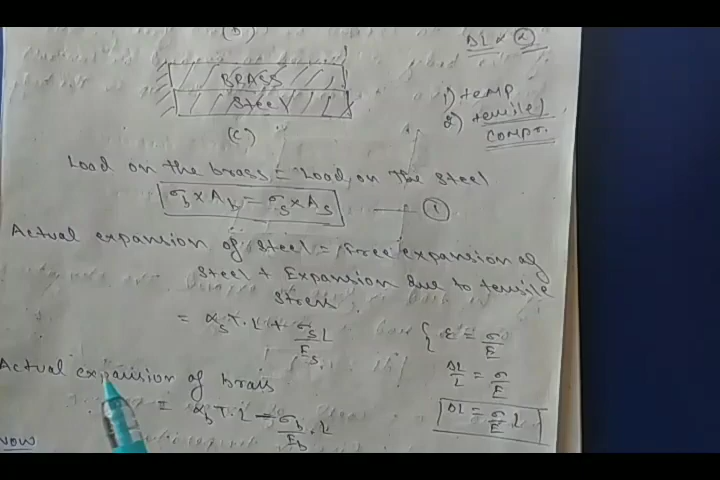 (b)
ΔL ∝ α
BRASS
Steel
(C)
1) temp
2) tensile/
compr.
Load on the brass = Load on the steel
σb × Ab = σs × As —— ①
Actual expansion of steel = free expansion of
steel + Expansion due to tensile
stress
= αs T. L + σs/Es L { ε = σ/E
ΔL/L = σ/E
Actual expansion of brass
= αb T. L - σb/Eb . L
ΔL = σ/E . L
NOW